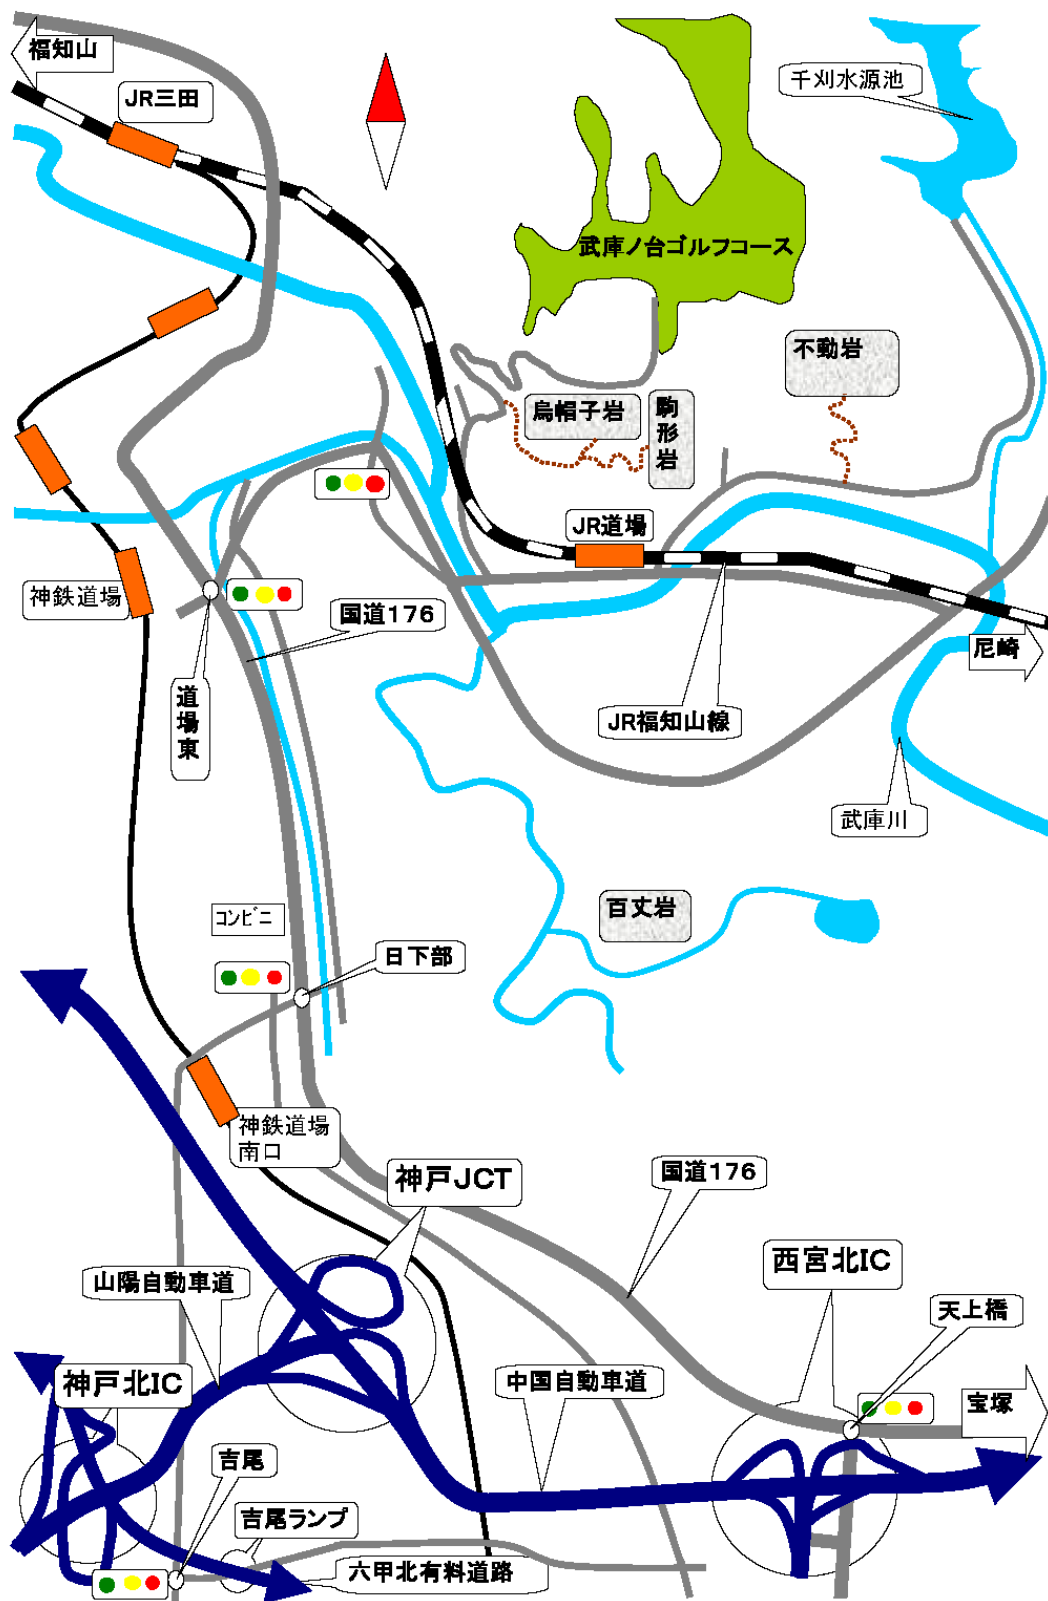 福知山
JR三田
千刈水源池
武庫ノ台ゴルフコース
不動岩
烏帽子岩
駒形岩
JR道場
神鉄道場
国道176
尼崎
道場東
JR福知山線
武庫川
百丈岩
コンビニ
日下部
神鉄道場
南口
神戸JCT
国道176
西宮北IC
山陽自動車道
天上橋
神戸北IC
中国自動車道
宝塚
吉尾
吉尾ランプ
六甲北有料道路